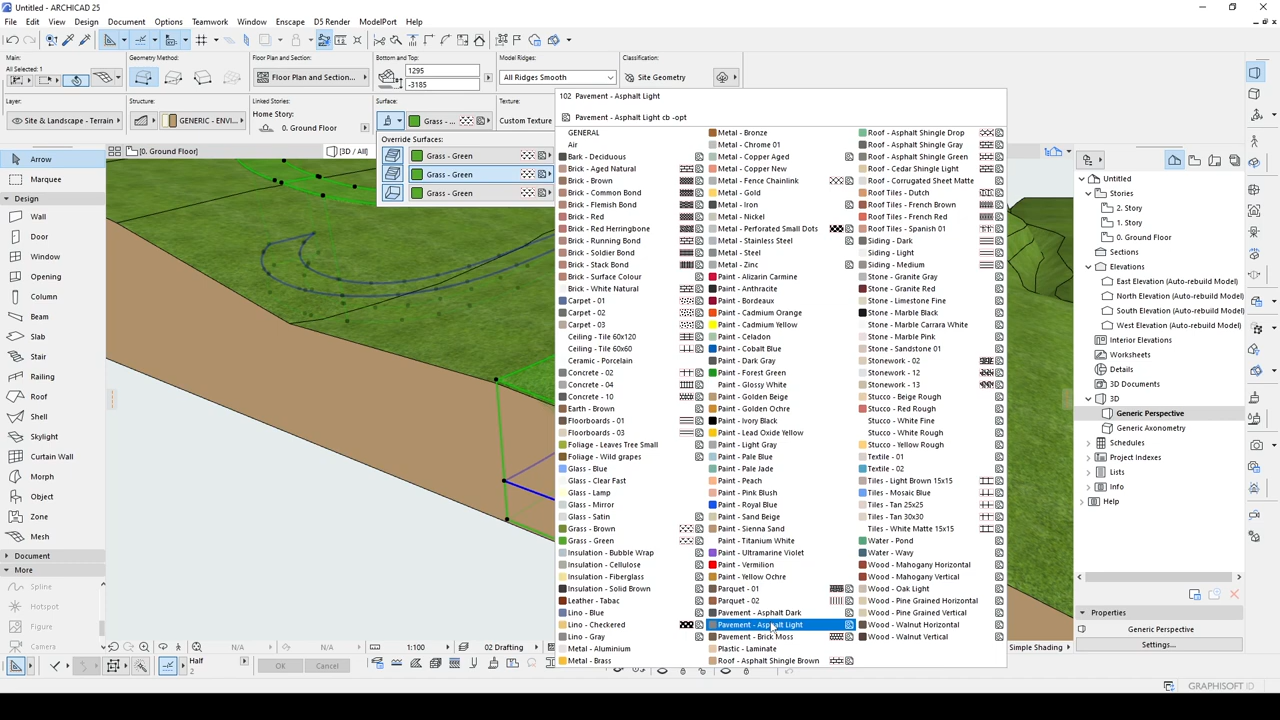 Untitled - ARCHICAD 25
File Edit View Design Document Options Teamwork Window Enscape D5 Render ModelPort Help
Main:
All Selected: 1
Geometry Method:
Floor Plan and Section:
Floor Plan and Section...
Bottom and Top:
1295
-3185
Model Ridges:
All Ridges Smooth
Classification:
Site Geometry
Layer:
Site & Landscape - Terrain
Structure:
GENERIC - ENVI...
Linked Stories:
Home Story:
0. Ground Floor
Surface:
Grass - ...
Texture:
Custom Texture
Override Surfaces:
Grass - Green
Grass - Green
Grass - Green
[0. Ground Floor]
[3D / All]
102 Pavement - Asphalt Light
Pavement - Asphalt Light cb -opt
GENERAL
Air
Bark - Deciduous
Brick - Aged Natural
Brick - Brown
Brick - Common Bond
Brick - Flemish Bond
Brick - Red
Brick - Red Herringbone
Brick - Running Bond
Brick - Soldier Bond
Brick - Stack Bond
Brick - Surface Colour
Brick - White Natural
Carpet - 01
Carpet - 02
Carpet - 03
Ceiling - Tile 60x120
Ceiling - Tile 60x60
Ceramic - Porcelain
Concrete - 02
Concrete - 04
Concrete - 10
Earth - Brown
Floorboards - 01
Floorboards - 03
Foliage - Leaves Tree Small
Foliage - Wild grapes
Glass - Blue
Glass - Clear Fast
Glass - Lamp
Glass - Mirror
Glass - Satin
Grass - Brown
Grass - Green
Insulation - Bubble Wrap
Insulation - Cellulose
Insulation - Fiberglass
Insulation - Solid Brown
Leather - Tabac
Lino - Blue
Lino - Checkered
Lino - Gray
Metal - Aluminium
Metal - Brass
Metal - Bronze
Metal - Chrome 01
Metal - Copper Aged
Metal - Copper New
Metal - Fence Chainlink
Metal - Gold
Metal - Iron
Metal - Nickel
Metal - Perforated Small Dots
Metal - Stainless Steel
Metal - Steel
Metal - Zinc
Paint - Alizarin Carmine
Paint - Anthracite
Paint - Bordeaux
Paint - Cadmium Orange
Paint - Cadmium Yellow
Paint - Celadon
Paint - Cobalt Blue
Paint - Dark Gray
Paint - Forest Green
Paint - Glossy White
Paint - Golden Beige
Paint - Golden Ochre
Paint - Ivory Black
Paint - Lead Oxide Yellow
Paint - Light Gray
Paint - Pale Blue
Paint - Pale Jade
Paint - Peach
Paint - Pink Blush
Paint - Royal Blue
Paint - Sand Beige
Paint - Sienna Sand
Paint - Titanium White
Paint - Ultramarine Violet
Paint - Vermilion
Paint - Yellow Ochre
Parquet - 01
Parquet - 02
Pavement - Asphalt Dark
Pavement - Asphalt Light
Pavement - Brick Moss
Plastic - Laminate
Roof - Asphalt Shingle Brown
Roof - Asphalt Shingle Drop
Roof - Asphalt Shingle Gray
Roof - Asphalt Shingle Green
Roof - Cedar Shingle Light
Roof - Corrugated Sheet Matte
Roof Tiles - Dutch
Roof Tiles - French Brown
Roof Tiles - French Red
Roof Tiles - Spanish 01
Siding - Dark
Siding - Light
Siding - Medium
Stone - Granite Gray
Stone - Granite Red
Stone - Limestone Fine
Stone - Marble Black
Stone - Marble Carrara White
Stone - Marble Pink
Stone - Sandstone 01
Stonework - 02
Stonework - 12
Stonework - 13
Stucco - Beige Rough
Stucco - Red Rough
Stucco - White Fine
Stucco - White Rough
Stucco - Yellow Rough
Textile - 01
Textile - 02
Tiles - Light Brown 15x15
Tiles - Mosaic Blue
Tiles - Tan 25x25
Tiles - Tan 30x30
Tiles - White Matte 15x15
Water - Pond
Water - Wavy
Wood - Mahogany Horizontal
Wood - Mahogany Vertical
Wood - Oak Light
Wood - Pine Grained Horizontal
Wood - Pine Grained Vertical
Wood - Walnut Horizontal
Wood - Walnut Vertical
Arrow
Marquee
Design
Wall
Door
Window
Opening
Column
Beam
Slab
Stair
Railing
Roof
Shell
Skylight
Curtain Wall
Morph
Object
Zone
Mesh
Document
More
Spline
Hotspot
Figure
Camera
Untitled
Stories
2. Story
1. Story
0. Ground Floor
Sections
Elevations
East Elevation (Auto-rebuild Model)
North Elevation (Auto-rebuild Model)
South Elevation (Auto-rebuild Model)
West Elevation (Auto-rebuild Model)
Interior Elevations
Worksheets
Details
3D Documents
3D
Generic Perspective
Generic Axonometry
Schedules
Project Indexes
Lists
Info
Help
Properties
Generic Perspective
Settings...
N/A
N/A
1:100
02 Drafting
Simple Shading
Half
2
OK
Cancel
GRAPHISOFT ID